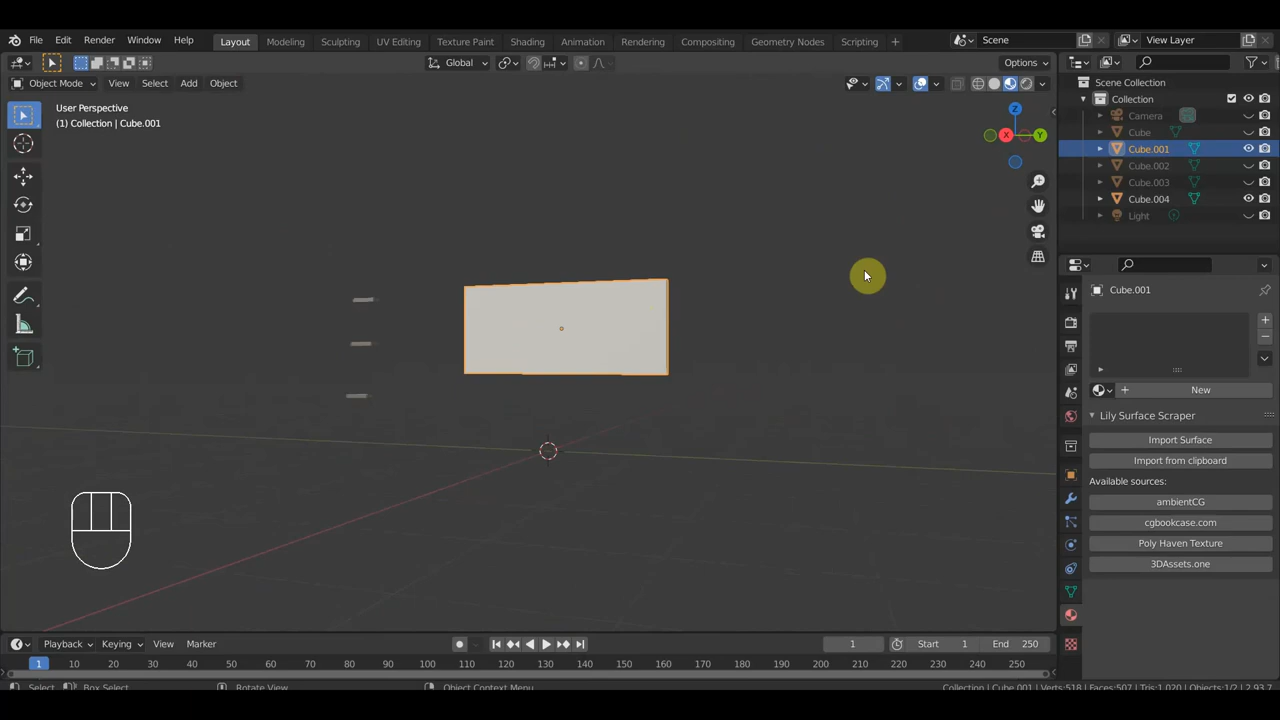 File Edit Render Window Help
Layout Modeling Sculpting UV Editing Texture Paint Shading Animation Rendering Compositing Geometry Nodes Scripting +
Scene
View Layer
Global
Options
Object Mode View Select Add Object
User Perspective
(1) Collection | Cube.001
Z
X
Y
Scene Collection
Collection
Camera
Cube
Cube.001
Cube.002
Cube.003
Cube.004
Light
Cube.001
New
Lily Surface Scraper
Import Surface
Import from clipboard
Available sources:
ambientCG
cgbookcase.com
Poly Haven Texture
3DAssets.one
Playback Keying View Marker
1 Start 1 End 250
1 10 20 30 40 50 60 70 80 90 100 110 120 130 140 150 160 170 180 190 200 210 220 230 240 250
Select Box Select Rotate View Object Context Menu
Collection | Cube.001 | Verts:518 | Faces:507 | Tris:1,020 | Objects:1/2 | 2.93.7